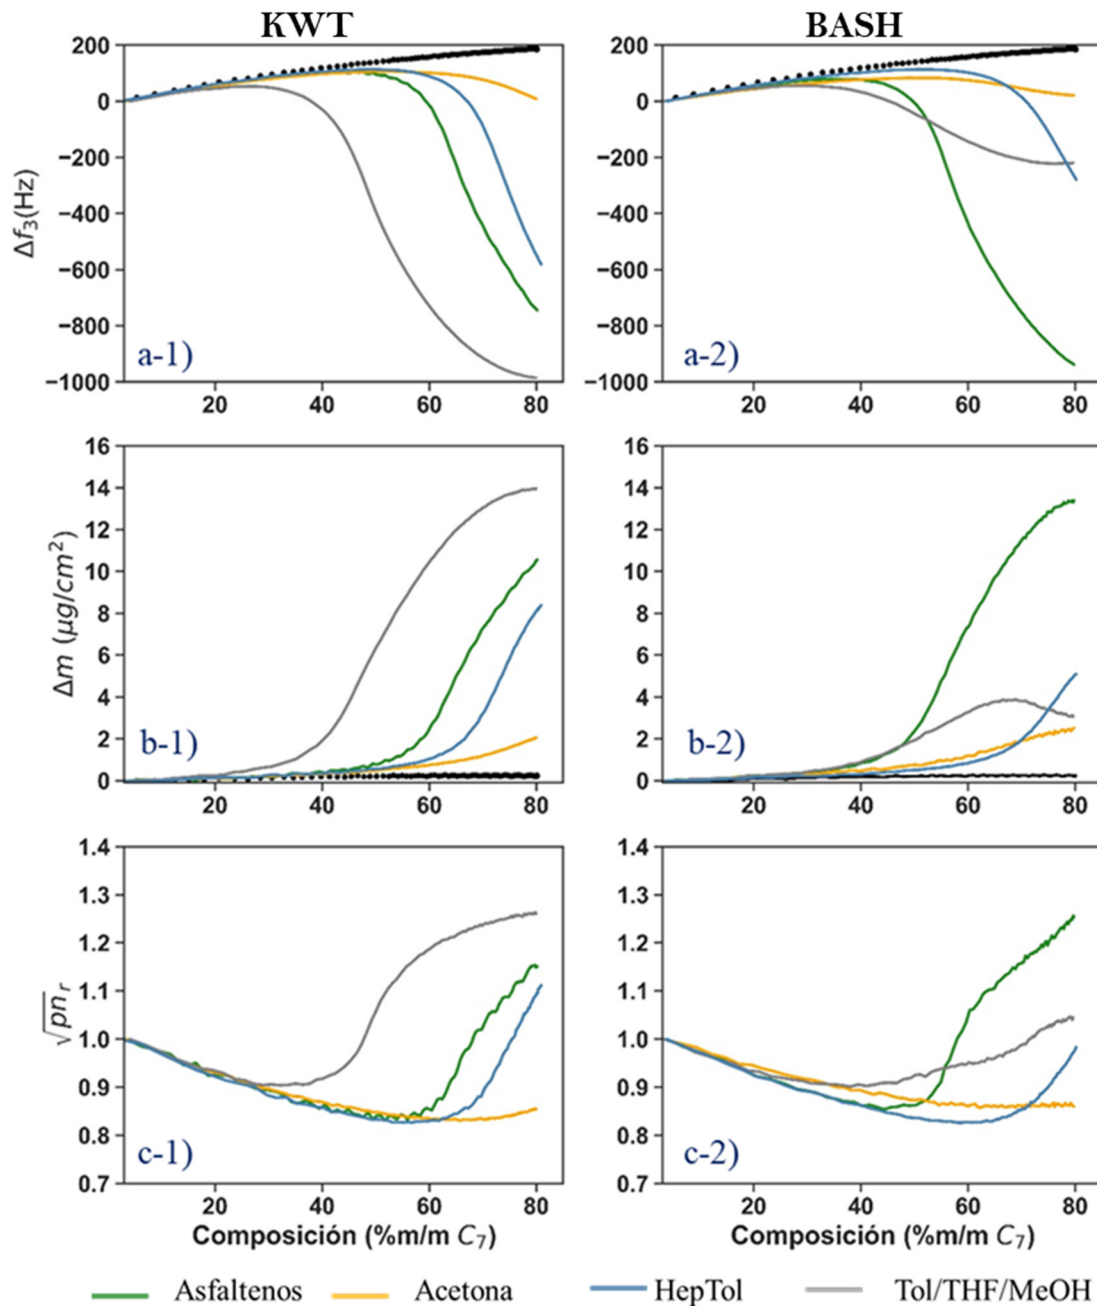 KWT
BASH
200
0
−200
−400
−600
−800
−1000
Δf3(Hz)
a-1)
20 40 60 80
200
0
−200
−400
−600
−800
−1000
a-2)
20 40 60 80
16
14
12
10
8
6
4
2
0
Δm (μg/cm²)
b-1)
20 40 60 80
16
14
12
10
8
6
4
2
0
b-2)
20 40 60 80
1.4
1.3
1.2
1.1
1.0
0.9
0.8
0.7
√pnr
c-1)
20 40 60 80
Composición (%m/m C7)
1.4
1.3
1.2
1.1
1.0
0.9
0.8
0.7
c-2)
20 40 60 80
Composición (%m/m C7)
Asfaltenos Acetona HepTol Tol/THF/MeOH